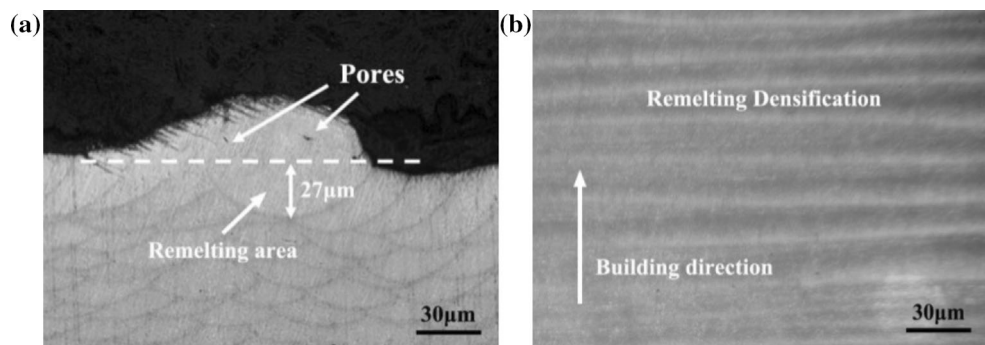 (a)
Pores
27μm
Remelting area
30μm
(b)
Remelting Densification
Building direction
30μm